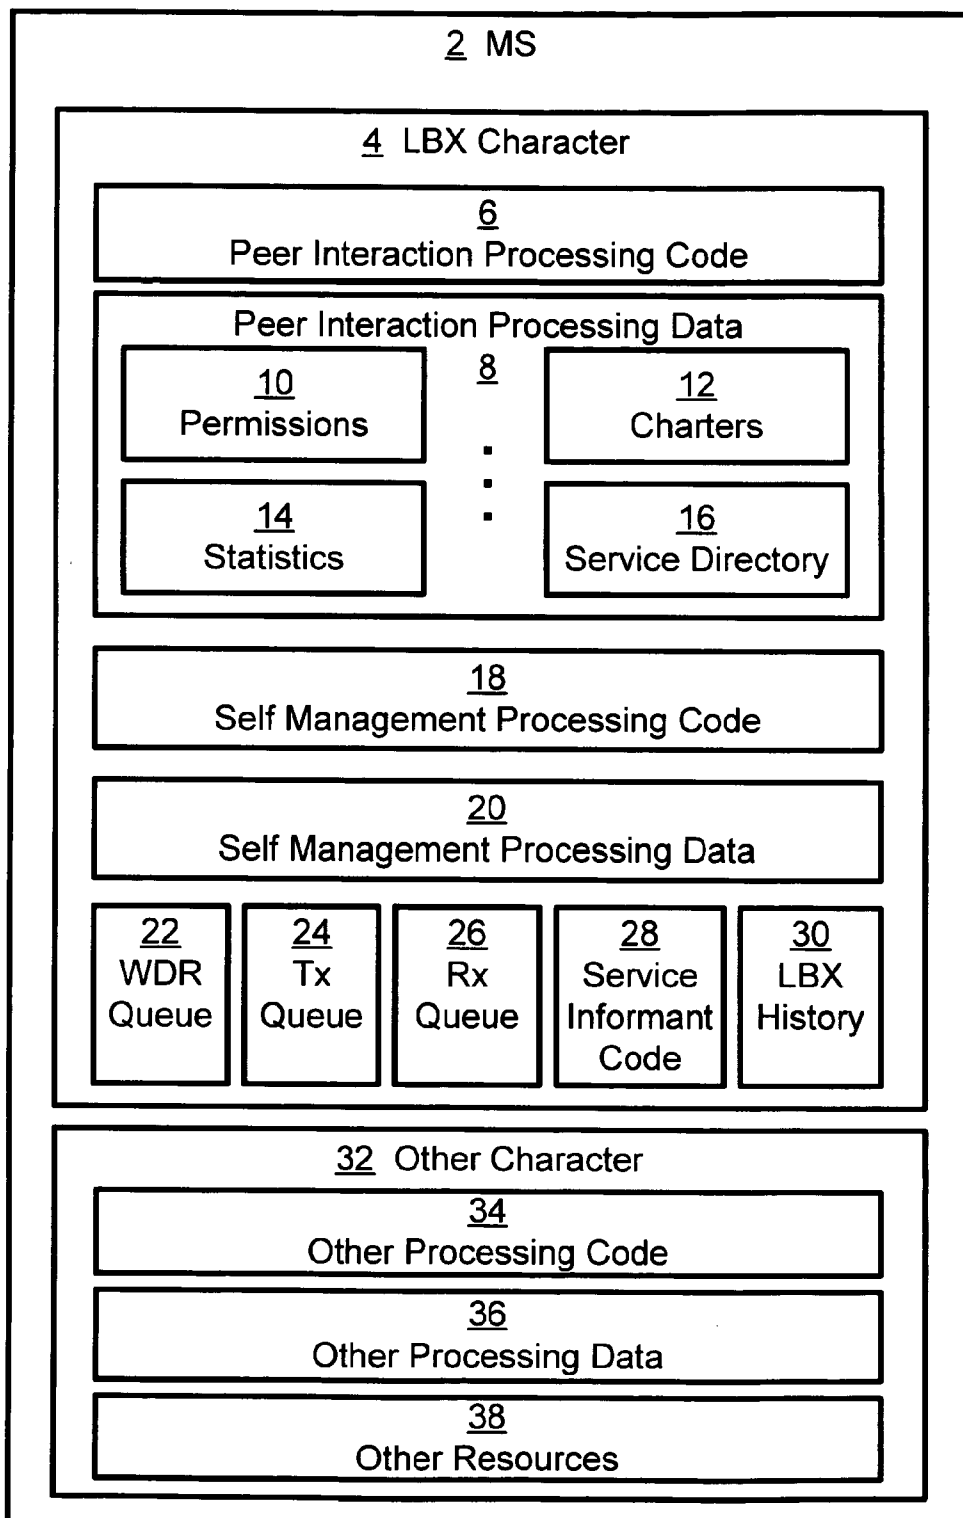 2 MS
4 LBX Character
6
Peer Interaction Processing Code
Peer Interaction Processing Data
8
10
Permissions
12
Charters
14
Statistics
16
Service Directory
18
Self Management Processing Code
20
Self Management Processing Data
22
WDR
Queue
24
Tx
Queue
26
Rx
Queue
28
Service
Informant
Code
30
LBX
History
32 Other Character
34
Other Processing Code
36
Other Processing Data
38
Other Resources